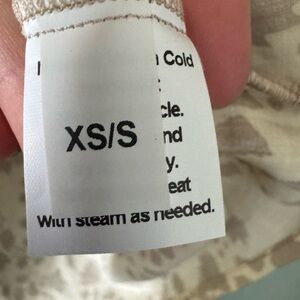 Cold
XS/S
cle.
nd
y.
eat
With steam as needed.